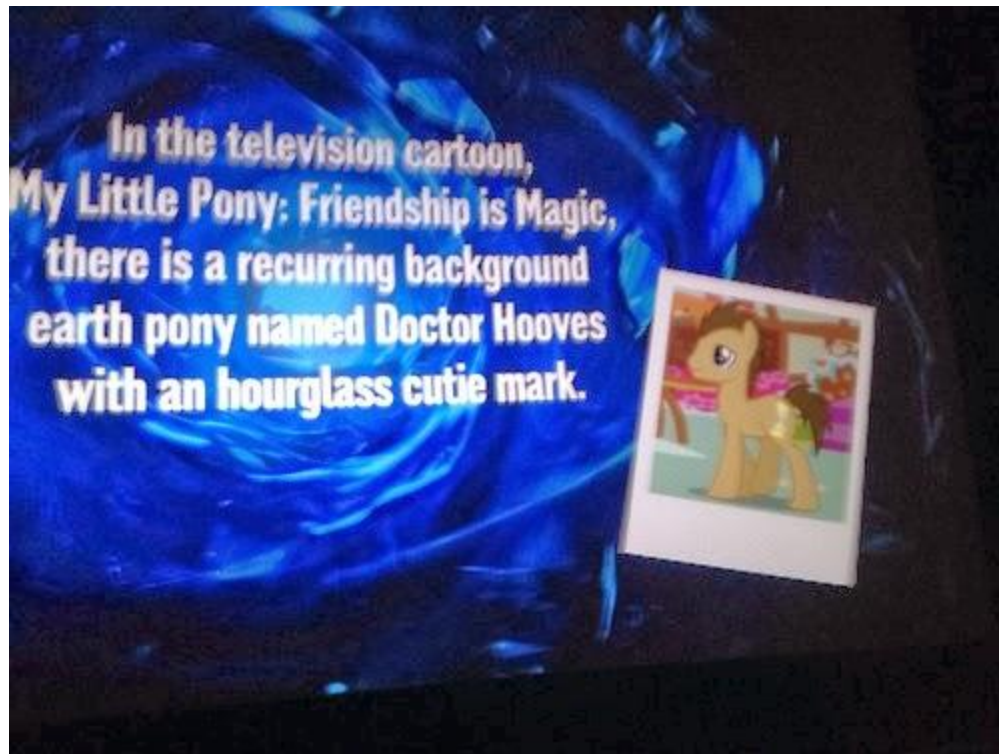 In the television cartoon,
My Little Pony: Friendship is Magic,
there is a recurring background
earth pony named Doctor Hooves
with an hourglass cutie mark.